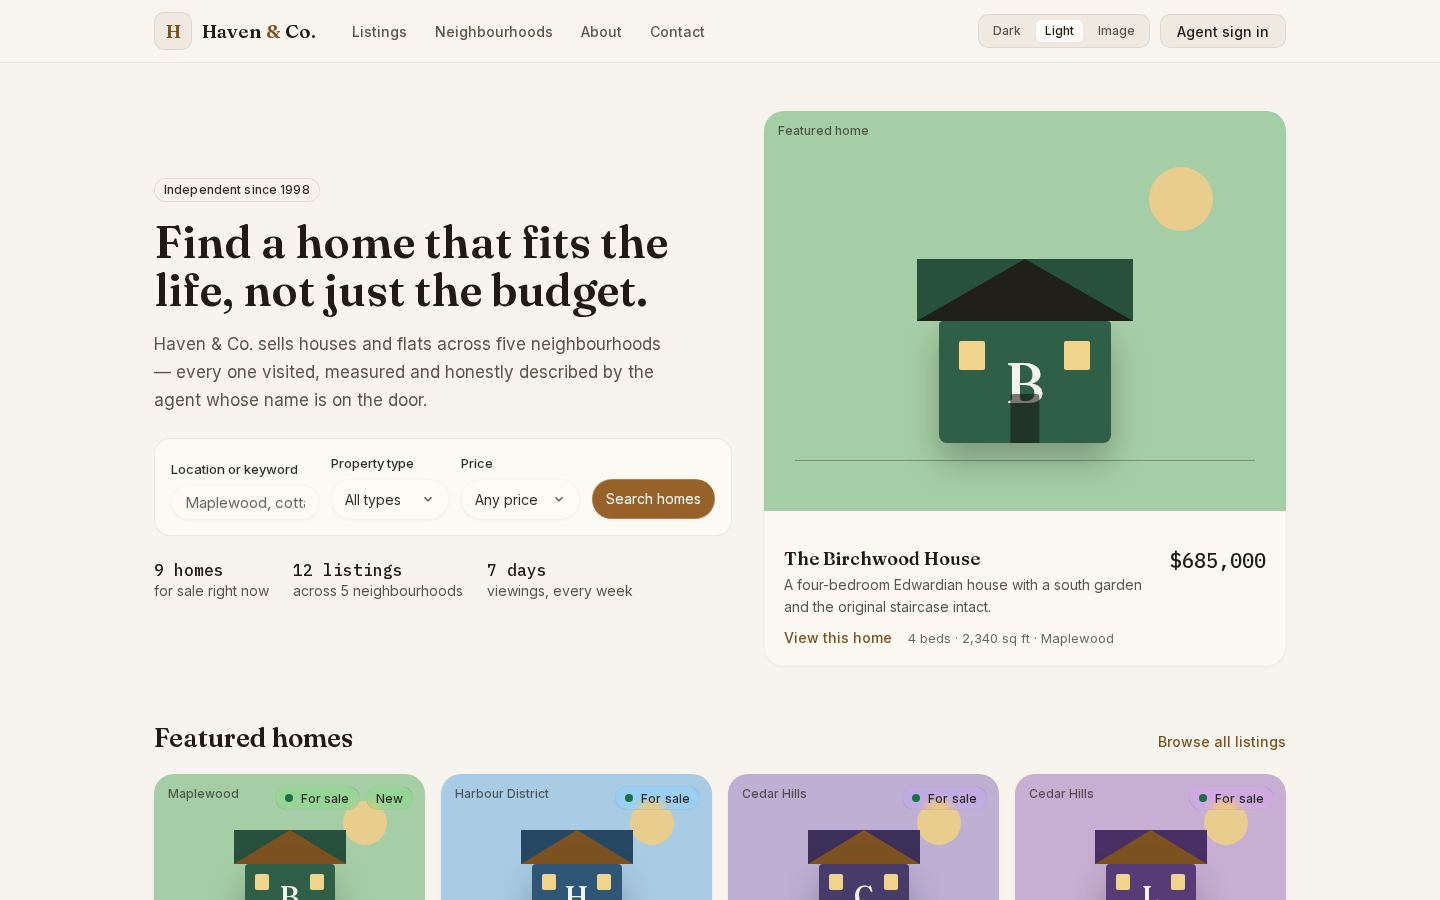 H
Haven & Co.
Listings
Neighbourhoods
About
Contact
Dark
Light
Image
Agent sign in
Independent since 1998
Find a home that fits the
life, not just the budget.
Haven & Co. sells houses and flats across five neighbourhoods
— every one visited, measured and honestly described by the
agent whose name is on the door.
Location or keyword
Property type
Price
Maplewood, cott
All types
Any price
Search homes
9 homes
for sale right now
12 listings
across 5 neighbourhoods
7 days
viewings, every week
Featured home
B
The Birchwood House
$685,000
A four-bedroom Edwardian house with a south garden
and the original staircase intact.
View this home
4 beds · 2,340 sq ft · Maplewood
Featured homes
Browse all listings
Maplewood
For sale
New
B
Harbour District
For sale
H
Cedar Hills
For sale
C
Cedar Hills
For sale
L